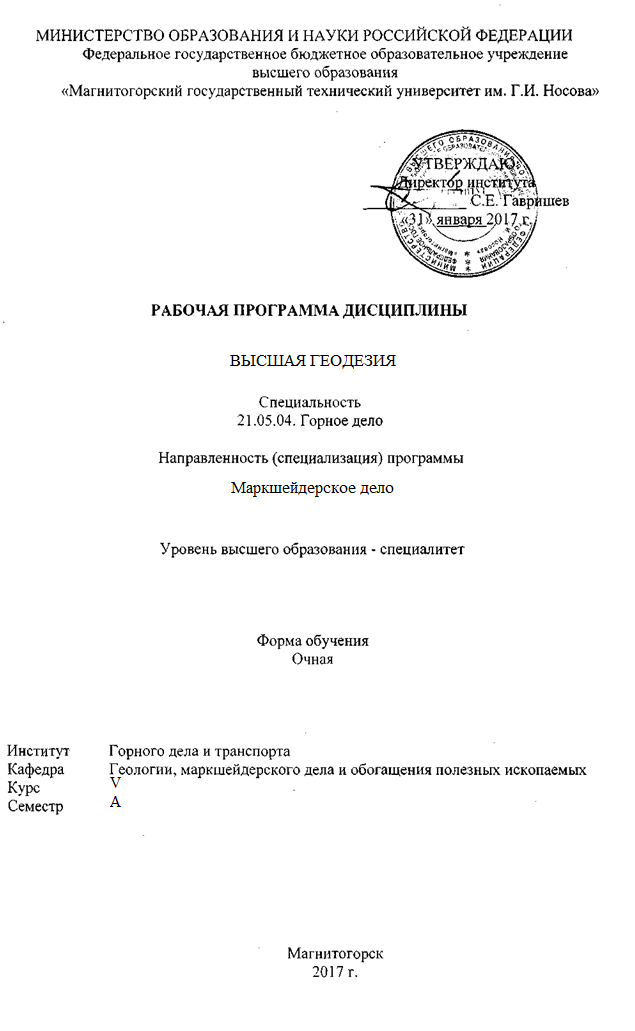 МИНИСТЕРСТВО ОБРАЗОВАНИЯ И НАУКИ РОССИЙСКОЙ ФЕДЕРАЦИИ
Федеральное государственное бюджетное образовательное учреждение
высшего образования
«Магнитогорский государственный технический университет им. Г.И. Носова»
УТВЕРЖДАЮ
Директор института
С.Е. Гавришев
«31» января 2017 г.
РАБОЧАЯ ПРОГРАММА ДИСЦИПЛИНЫ
ВЫСШАЯ ГЕОДЕЗИЯ
Специальность
21.05.04. Горное дело
Направленность (специализация) программы
Маркшейдерское дело
Уровень высшего образования - специалитет
Форма обучения
Очная
Институт Горного дела и транспорта
Кафедра Геологии, маркшейдерского дела и обогащения полезных ископаемых
Курс V
Семестр А
Магнитогорск
2017 г.